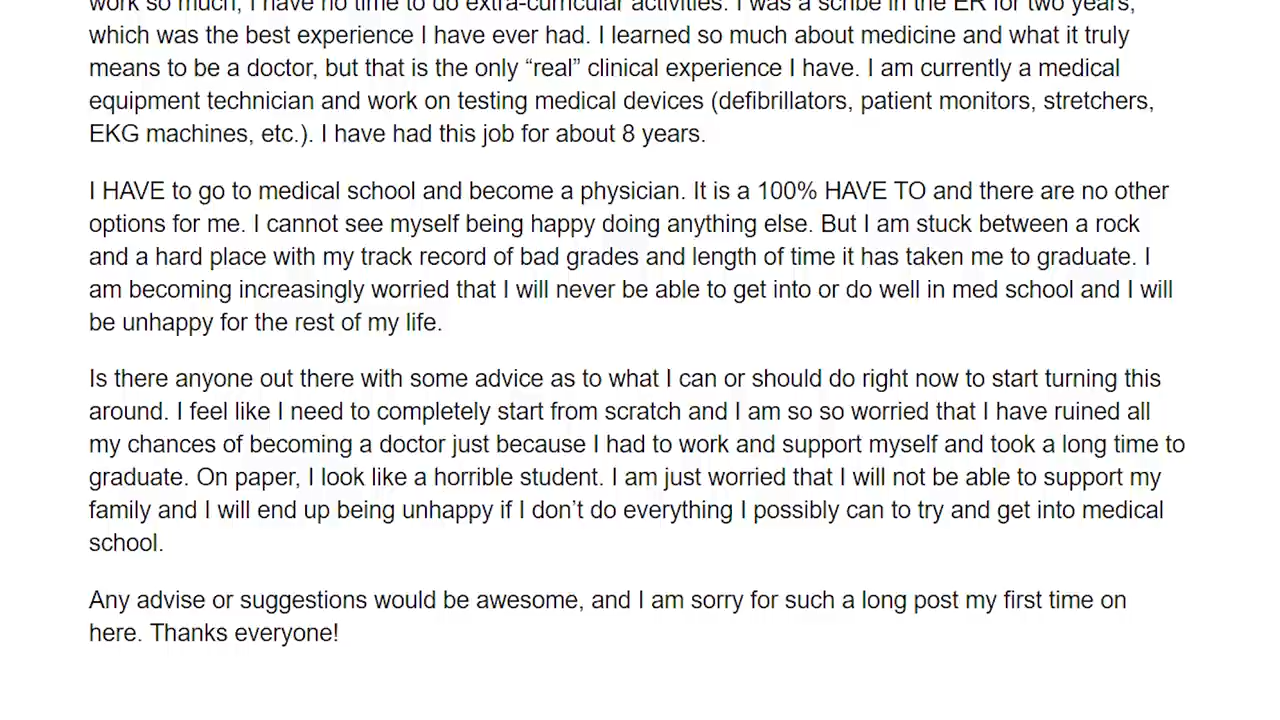 work so much, I have no time to do extra-curricular activities. I was a scribe in the ER for two years,
which was the best experience I have ever had. I learned so much about medicine and what it truly
means to be a doctor, but that is the only “real” clinical experience I have. I am currently a medical
equipment technician and work on testing medical devices (defibrillators, patient monitors, stretchers,
EKG machines, etc.). I have had this job for about 8 years.
I HAVE to go to medical school and become a physician. It is a 100% HAVE TO and there are no other
options for me. I cannot see myself being happy doing anything else. But I am stuck between a rock
and a hard place with my track record of bad grades and length of time it has taken me to graduate. I
am becoming increasingly worried that I will never be able to get into or do well in med school and I will
be unhappy for the rest of my life.
Is there anyone out there with some advice as to what I can or should do right now to start turning this
around. I feel like I need to completely start from scratch and I am so so worried that I have ruined all
my chances of becoming a doctor just because I had to work and support myself and took a long time to
graduate. On paper, I look like a horrible student. I am just worried that I will not be able to support my
family and I will end up being unhappy if I don’t do everything I possibly can to try and get into medical
school.
Any advise or suggestions would be awesome, and I am sorry for such a long post my first time on
here. Thanks everyone!